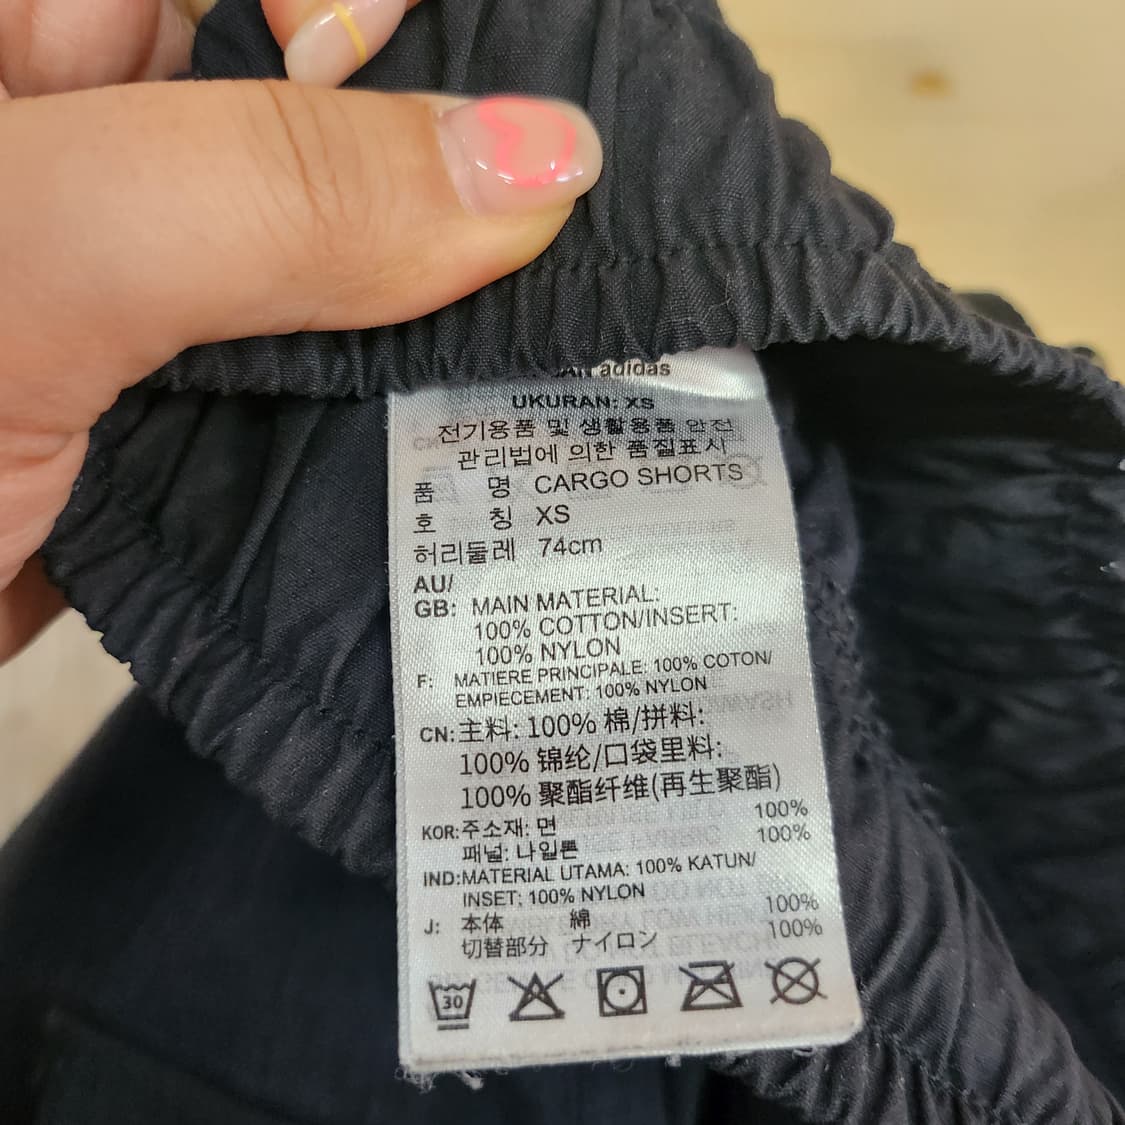 adidas
UKURAN: XS
전기용품 및 생활용품 안전
관리법에 의한 품질표시
품 명 CARGO SHORTS
호 칭 XS
허리둘레 74cm
AU/
GB: MAIN MATERIAL:
100% COTTON/INSERT:
100% NYLON
F: MATIERE PRINCIPALE: 100% COTON/
EMPIECEMENT: 100% NYLON
CN: 主料: 100% 棉/拼料:
100% 锦纶/口袋里料:
100% 聚酯纤维(再生聚酯)
KOR: 주소재: 면 100%
패널: 나일론 100%
IND: MATERIAL UTAMA: 100% KATUN/
INSET: 100% NYLON
J: 本体 綿 100%
切替部分 ナイロン 100%
30